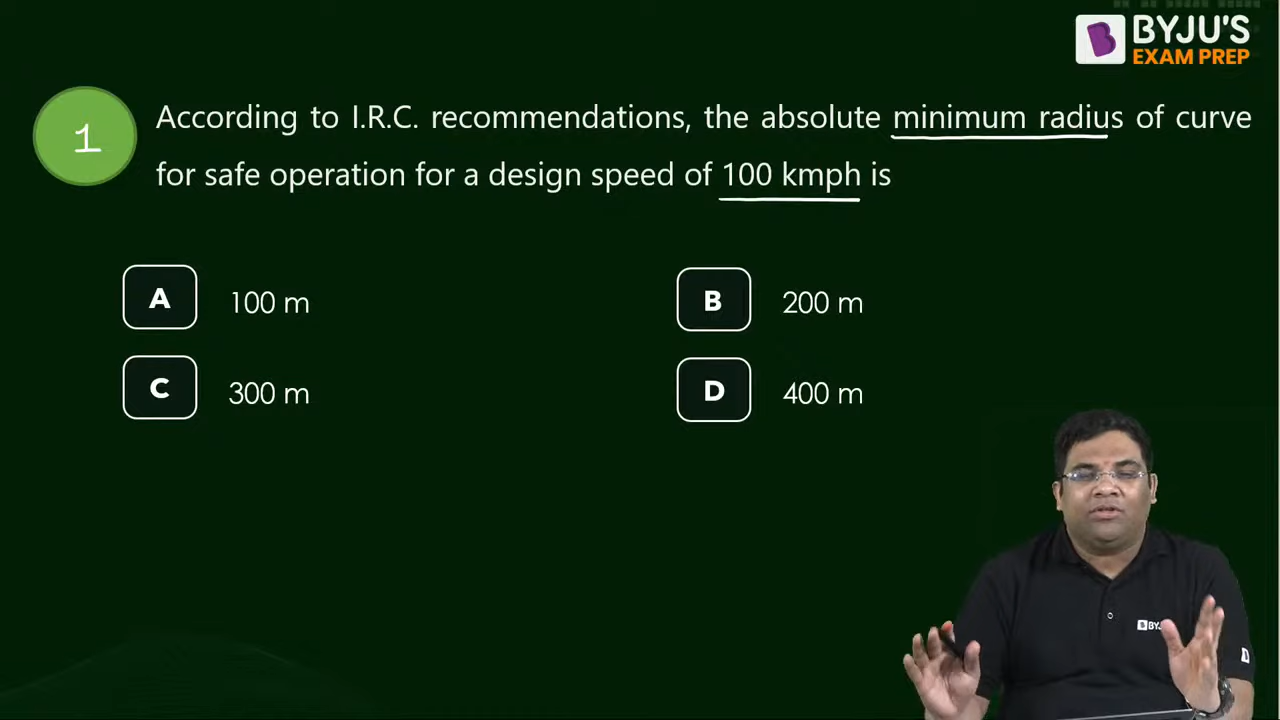 BYJU'S
EXAM PREP
1
According to I.R.C. recommendations, the absolute minimum radius of curve
for safe operation for a design speed of 100 kmph is
A 100 m
B 200 m
C 300 m
D 400 m
BYJU